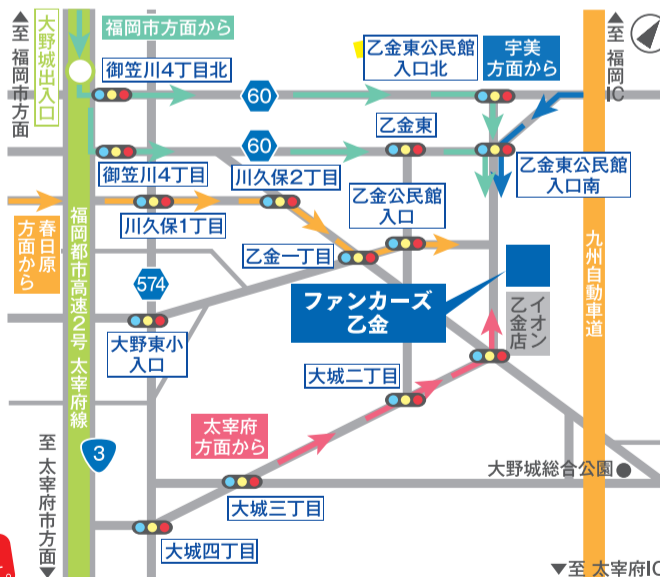 ▲至 福岡市方面
大野城出入口
福岡市方面から
御笠川4丁目北
60
乙金東公民館
入口北
宇美
方面から
▲至 福岡IC
乙金東
60
御笠川4丁目
川久保2丁目
乙金公民館
入口
乙金東公民館
入口南
春日原
方面から
川久保1丁目
乙金一丁目
福岡都市高速2号 太宰府線
574
ファンカーズ
乙金
イオン
乙金店
九州自動車道
大野東小
入口
大城二丁目
太宰府
方面から
3
至 太宰府市方面▼
大野城総合公園
大城三丁目
大城四丁目
▼至 太宰府IC